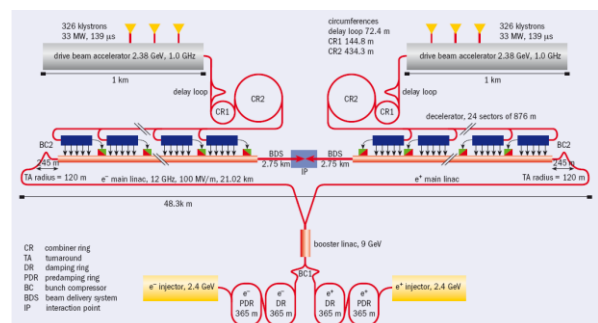 326 klystrons
33 MW, 139 µs
drive beam accelerator 2.38 GeV, 1.0 GHz
1 km
delay loop
CR1
CR2
circumferences
delay loop 72.4 m
CR1 144.8 m
CR2 434.3 m
326 klystrons
33 MW, 139 µs
drive beam accelerator 2.38 GeV, 1.0 GHz
1 km
delay loop
CR2
CR1
decelerator, 24 sectors of 876 m
BC2
245 m
TA radius = 120 m
BDS
2.75 km
IP
BDS
2.75 km
BC2
245 m
TA radius = 120 m
e⁻ main linac, 12 GHz, 100 MV/m, 21.02 km
e⁺ main linac
48.3k m
booster linac, 9 GeV
BC1
e⁻ injector, 2.4 GeV
e⁻
PDR
365 m
e⁻
DR
365 m
e⁺
DR
365 m
e⁺
PDR
365 m
e⁺ injector, 2.4 GeV
CR combiner ring
TA turnaround
DR damping ring
PDR predamping ring
BC bunch compressor
BDS beam delivery system
IP interaction point